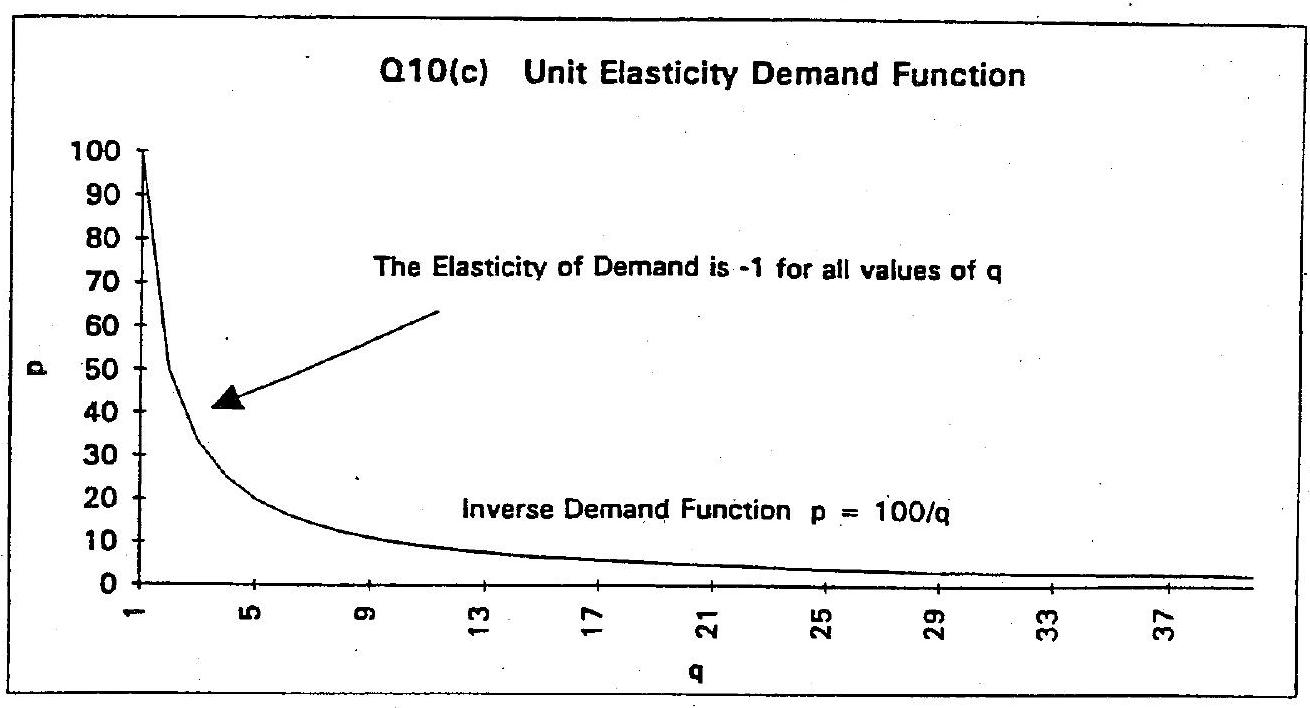 Q10(c) Unit Elasticity Demand Function
100
90
80
70
60
50
40
30
20
10
0
p
The Elasticity of Demand is -1 for all values of q
Inverse Demand Function p = 100/q
1 5 9 13 17 21 25 29 33 37
q